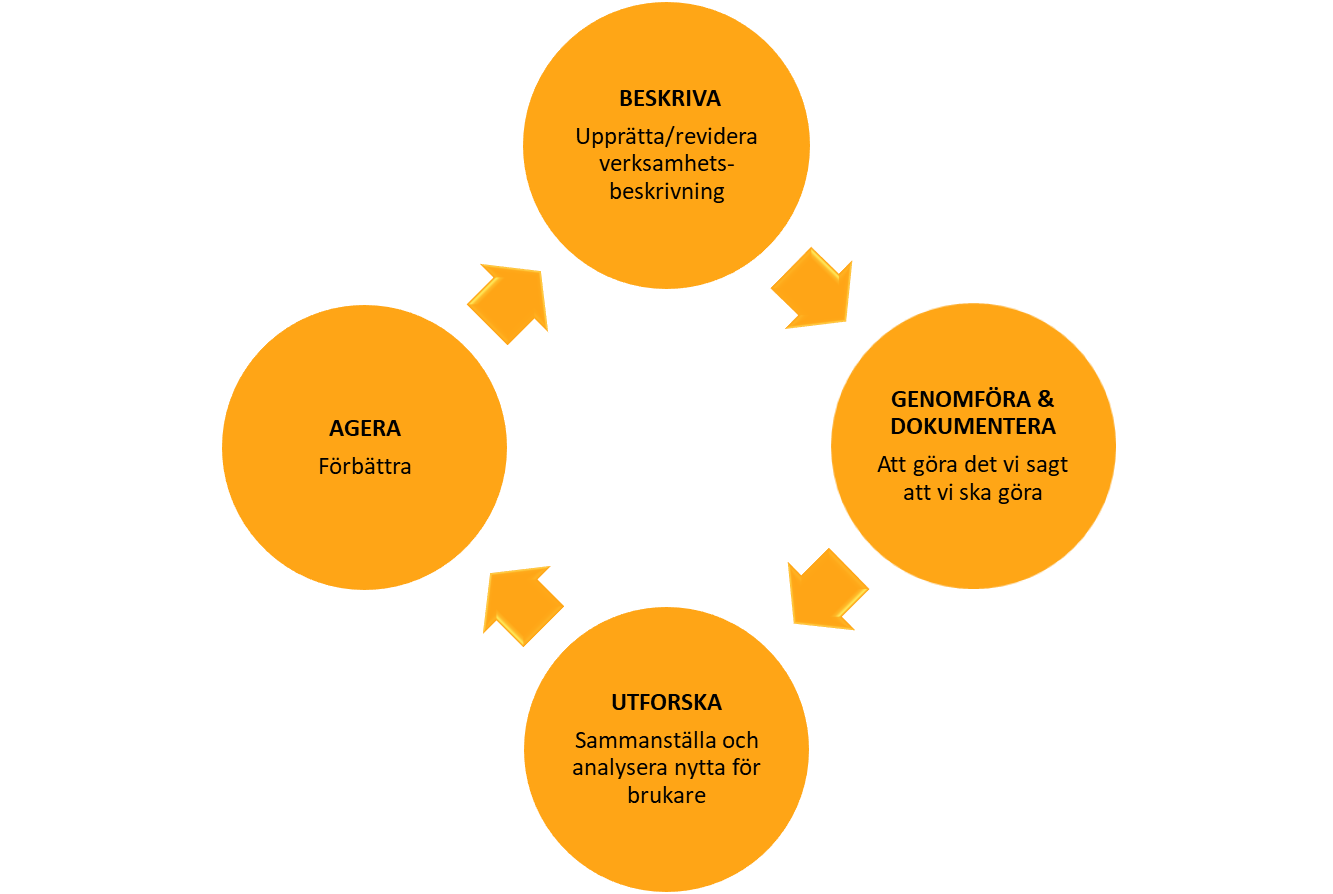 BESKRIVA
Upprätta/revidera
verksamhets-
beskrivning
GENOMFÖRA &
DOKUMENTERA
Att göra det vi sagt
att vi ska göra
UTFORSKA
Sammanställa och
analysera nytta för
brukare
AGERA
Förbättra